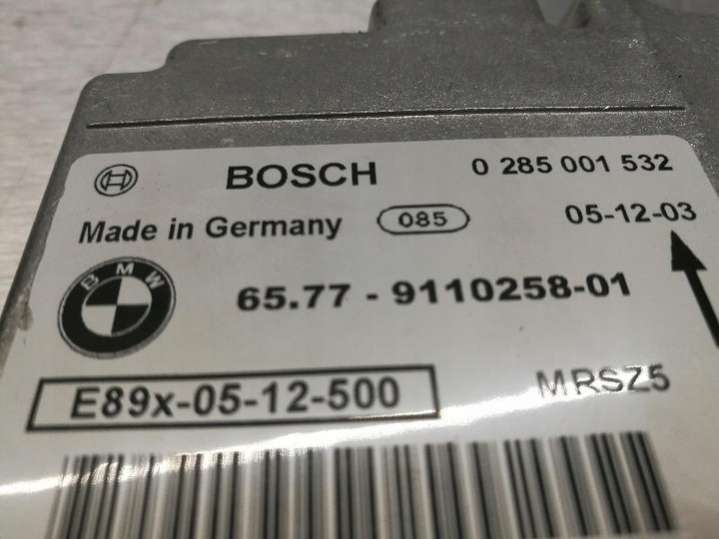 BOSCH 0 285 001 532
Made in Germany 085 05-12-03
BMW 65.77 - 9110258-01
E89x-05-12-500 MRSZ5